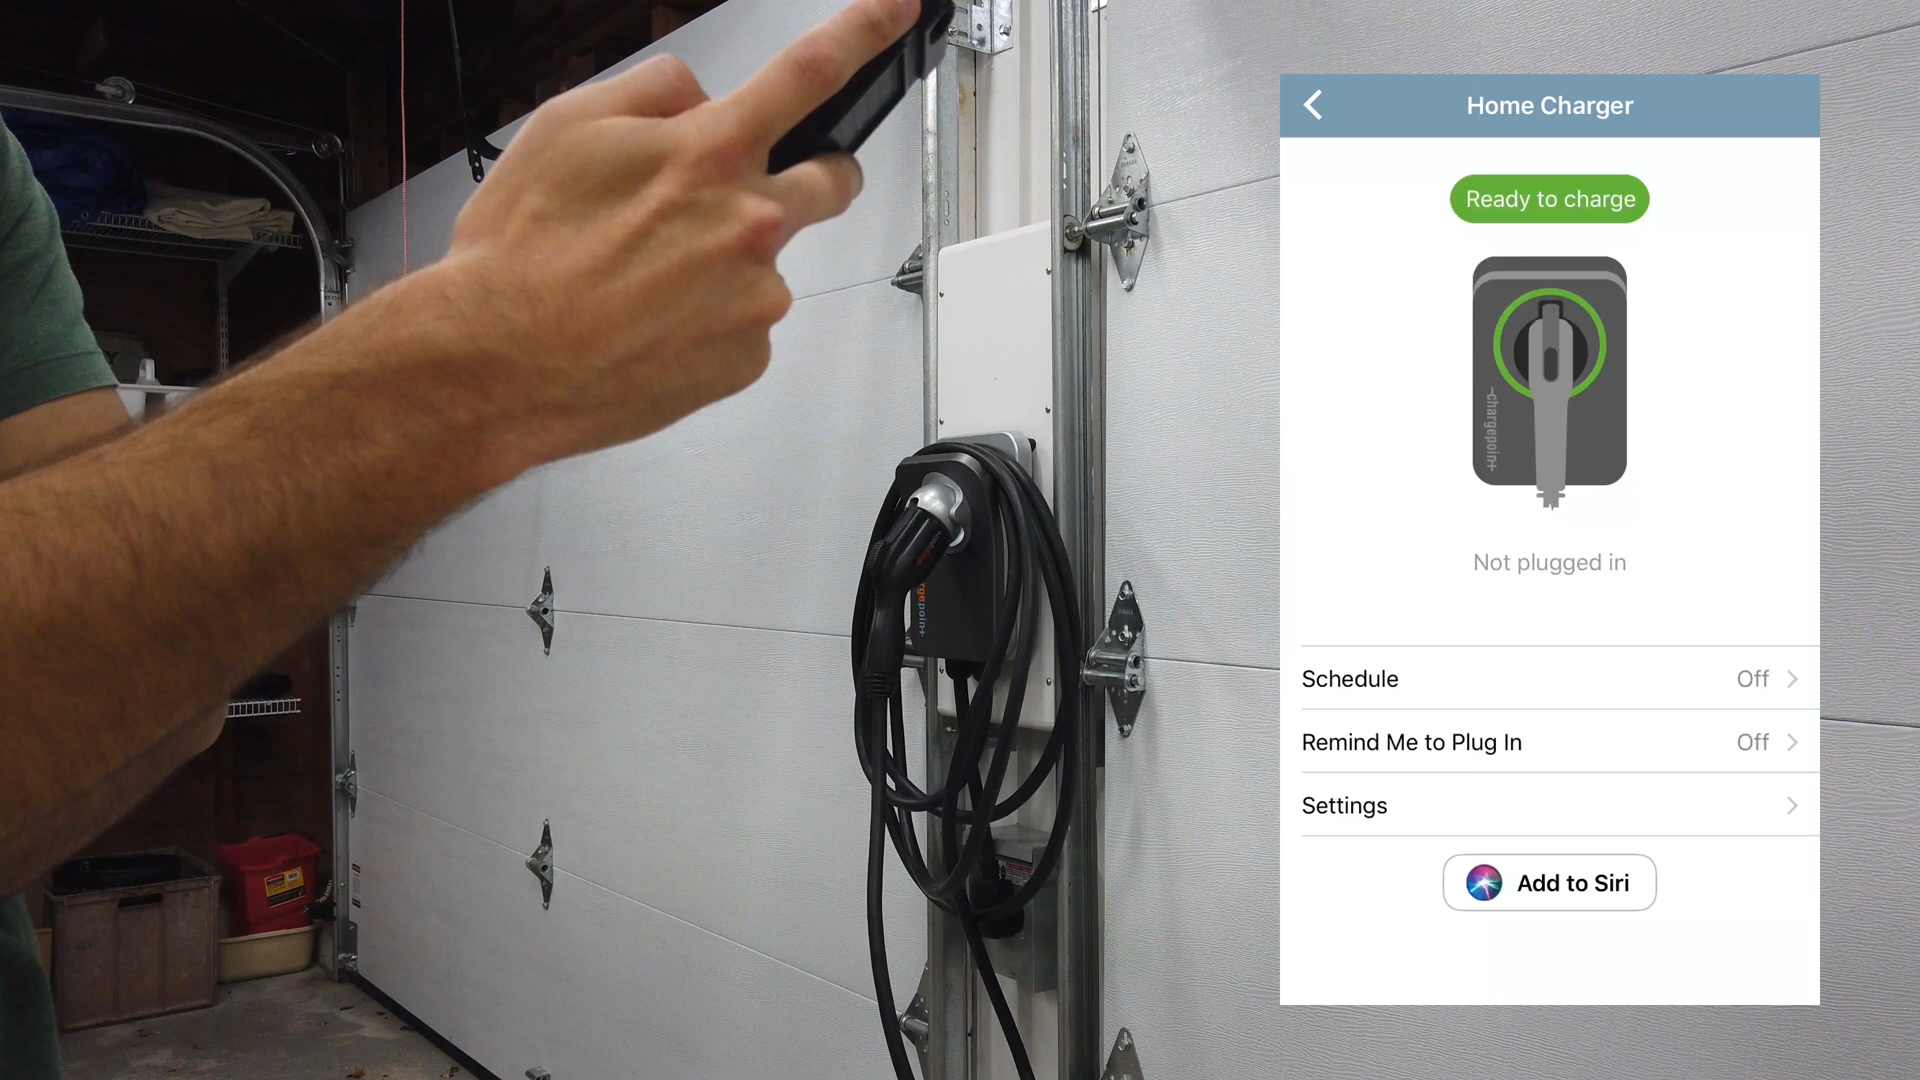 Home Charger
Ready to charge
-chargepoin+
Not plugged in
Schedule Off
Remind Me to Plug In Off
Settings
Add to Siri